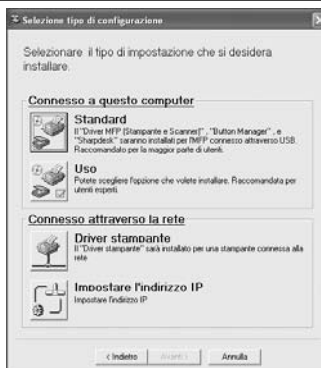 Selezione tipo di configurazione
Selezionare il tipo di impostazione che si desidera
installare.
Connesso a questo computer
Standard
Il "Driver MFP (Stampante e Scanner)" , "Button Manager" , e
"Sharpdesk" saranno installati per l'MFP connesso attraverso USB.
Raccomandato per la maggior parte di utenti.
Uso
Potete scegliere l'opzione che volete installare. Raccomandata per
utenti esperti.
Connesso attraverso la rete
Driver stampante
Il "Driver stampante" sarà installato per una stampante connessa alla
rete
Impostare l'indirizzo IP
Impostare l'indirizzo IP
< Indietro
Avanti >
Annulla